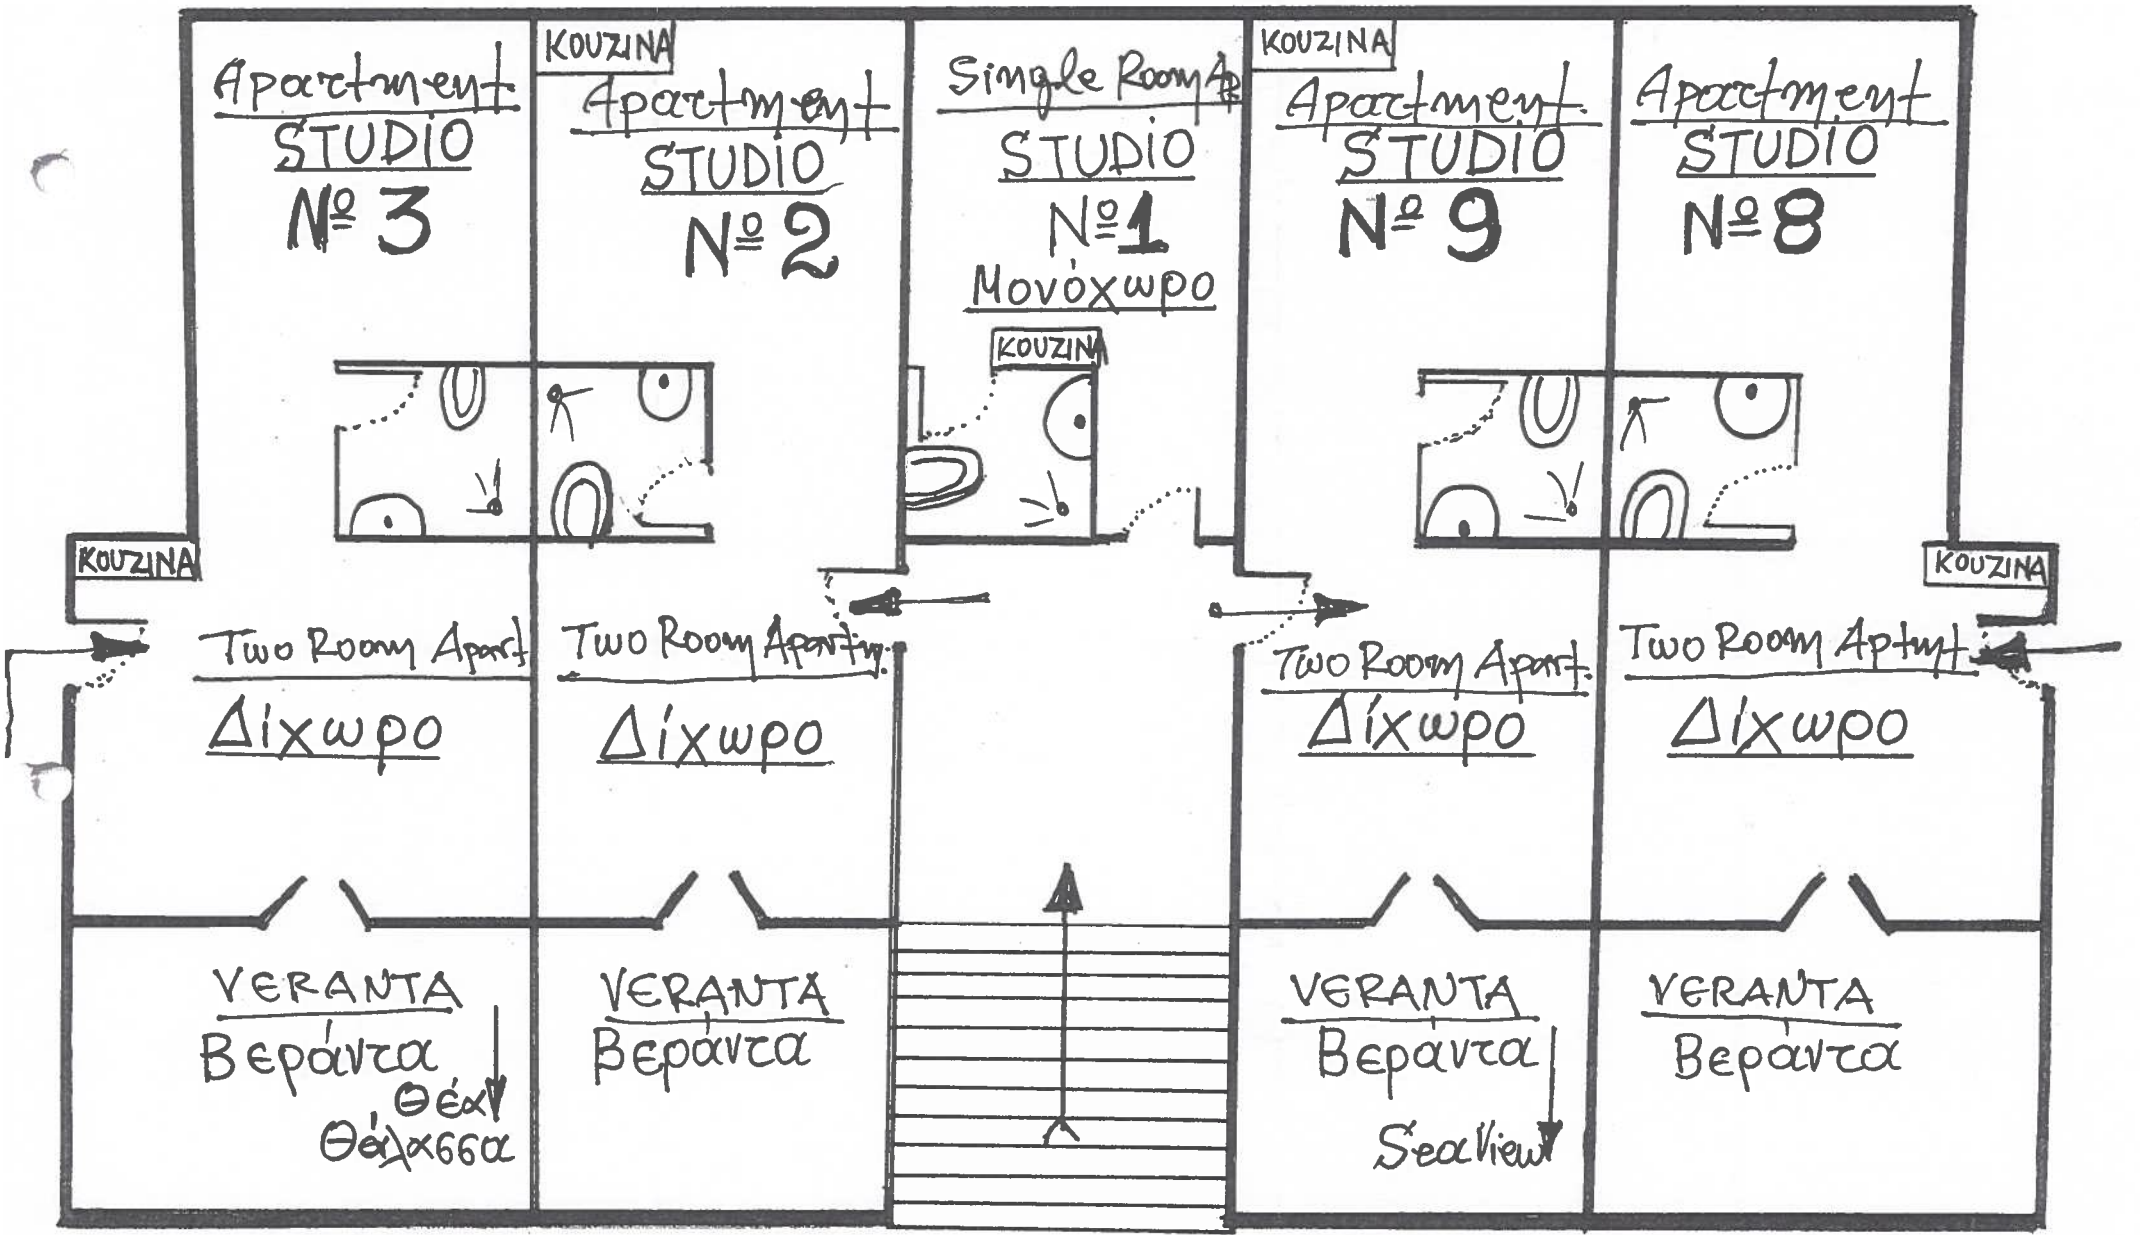 Apartment
STUDIO
Nº 3
KOUZINA
Two Room Apart
Δίχωρο
VERANTA
Βεράντα
Θέα
Θάλασσα
KOUZINA
Apartment
STUDIO
Nº 2
Two Room Apartm
Δίχωρο
VERANTA
Βεράντα
Single Room Ap
STUDIO
Nº 1
Μονόχωρο
KOUZINA
KOUZINA
Apartment
STUDIO
Nº 9
Two Room Apart.
Δίχωρο
VERANTA
Βεράντα
Sea View
Apartment
STUDIO
Nº 8
KOUZINA
Two Room Aptmt
Δίχωρο
VERANTA
Βεράντα